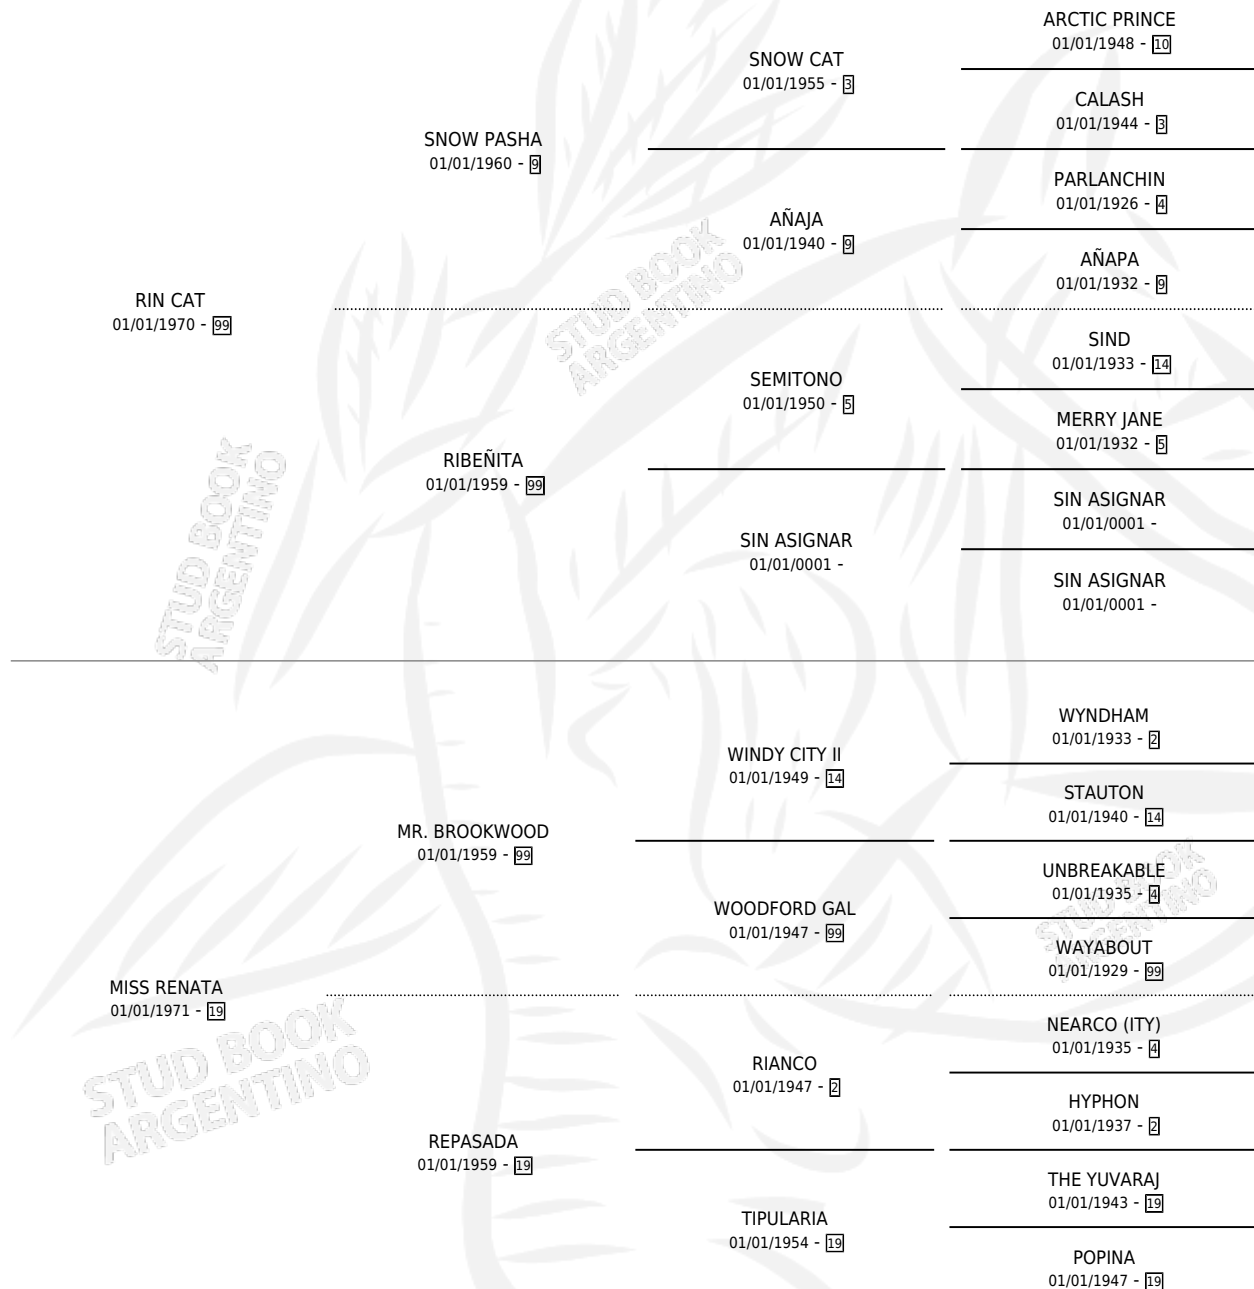 ARCTIC PRINCE
01/01/1948 - 10
SNOW CAT
01/01/1955 - 3
CALASH
01/01/1944 - 3
SNOW PASHA
01/01/1960 - 9
PARLANCHIN
01/01/1926 - 4
AÑAJA
01/01/1940 - 9
AÑAPA
01/01/1932 - 9
RIN CAT
01/01/1970 - 99
SIND
01/01/1933 - 14
SEMITONO
01/01/1950 - 5
MERRY JANE
01/01/1932 - 5
RIBEÑITA
01/01/1959 - 99
SIN ASIGNAR
01/01/0001 -
SIN ASIGNAR
01/01/0001 -
SIN ASIGNAR
01/01/0001 -
STUD BOOK
ARGENTINO
STUD BOOK
ARGENTINO
WYNDHAM
01/01/1933 - 2
WINDY CITY II
01/01/1949 - 14
STAUTON
01/01/1940 - 14
MR. BROOKWOOD
01/01/1959 - 99
UNBREAKABLE
01/01/1935 - 4
WOODFORD GAL
01/01/1947 - 99
WAYABOUT
01/01/1929 - 99
MISS RENATA
01/01/1971 - 19
NEARCO (ITY)
01/01/1935 - 4
RIANCO
01/01/1947 - 2
HYPHON
01/01/1937 - 2
REPASADA
01/01/1959 - 19
THE YUVARAJ
01/01/1943 - 19
TIPULARIA
01/01/1954 - 19
POPINA
01/01/1947 - 19
STUD BOOK
ARGENTINO
STUD BOOK
ARGENTINO